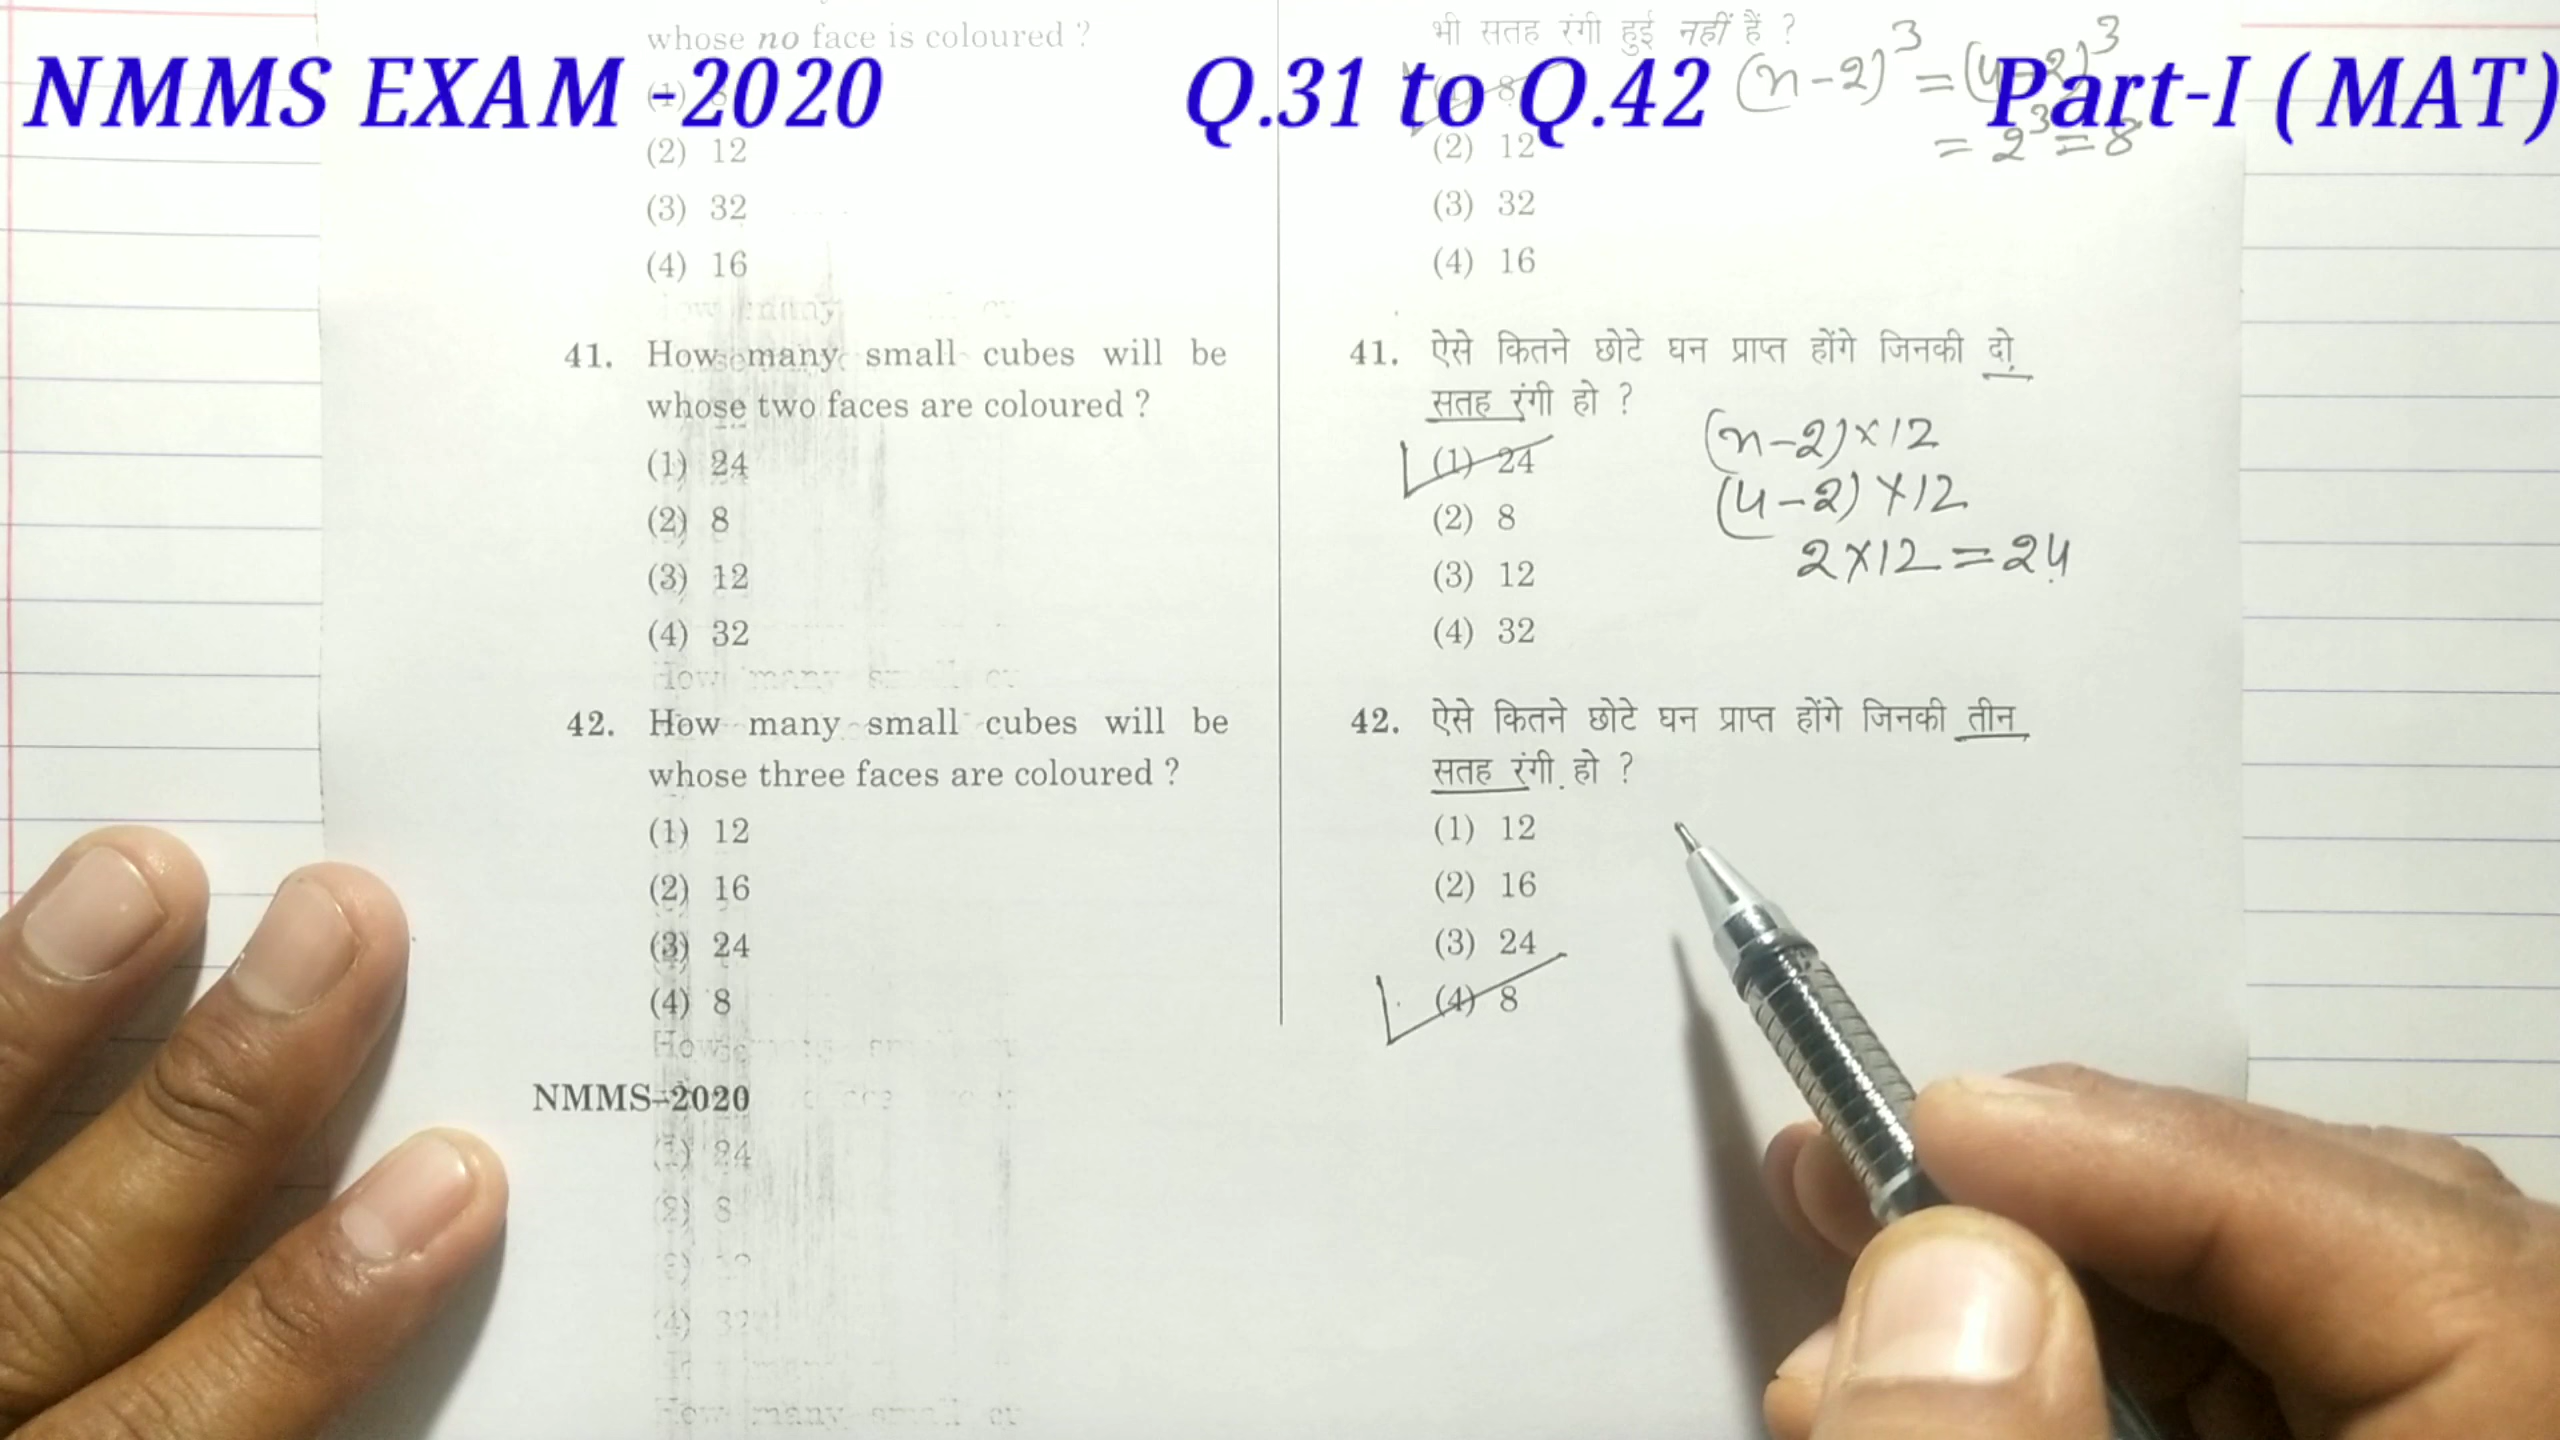 NMMS EXAM -2020 Q.31 to Q.42 Part-I ( MAT)
whose no face is coloured ?
(1) 8
(2) 12
(3) 32
(4) 16
41. How many small cubes will be
whose two faces are coloured ?
(1) 24
(2) 8
(3) 12
(4) 32
42. How many small cubes will be
whose three faces are coloured ?
(1) 12
(2) 16
(3) 24
(4) 8
NMMS–2020
भी सतह रंगी हुई नहीं हैं ?
8
(2) 12
(3) 32
(4) 16
(n-2)³ = (4-2)³
= 2³ = 8
41. ऐसे कितने छोटे घन प्राप्त होंगे जिनकी दो
सतह रंगी हो ?
(1) 24
(2) 8
(3) 12
(4) 32
(n-2)×12
(4-2)×12
2×12=24
42. ऐसे कितने छोटे घन प्राप्त होंगे जिनकी तीन
सतह रंगी हो ?
(1) 12
(2) 16
(3) 24
(4) 8